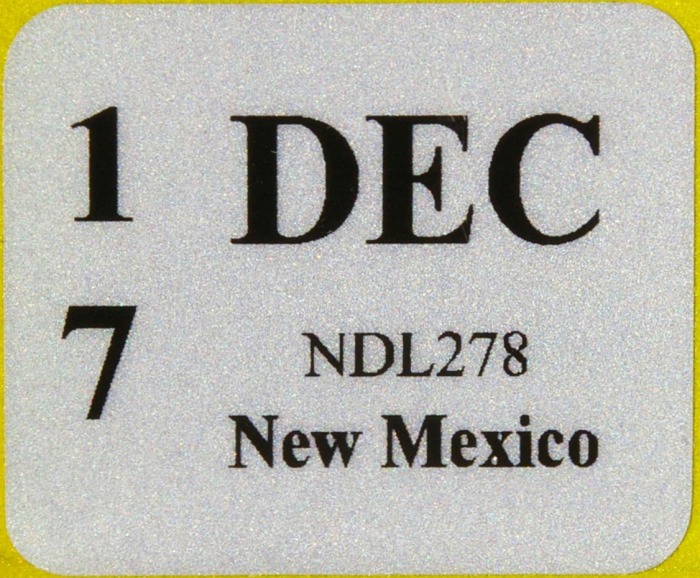 1 DEC
7
NDL278
New Mexico